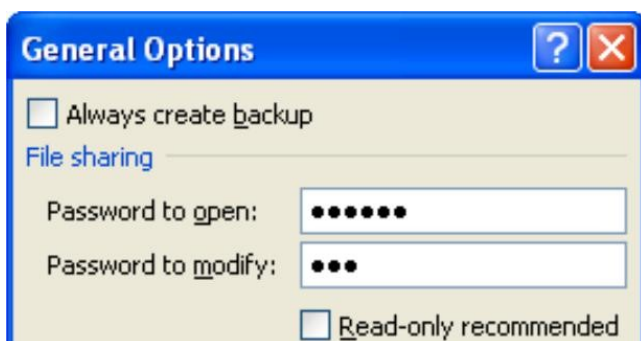 General Options
Always create backup
File sharing
Password to open: ••••••
Password to modify: •••
Read-only recommended